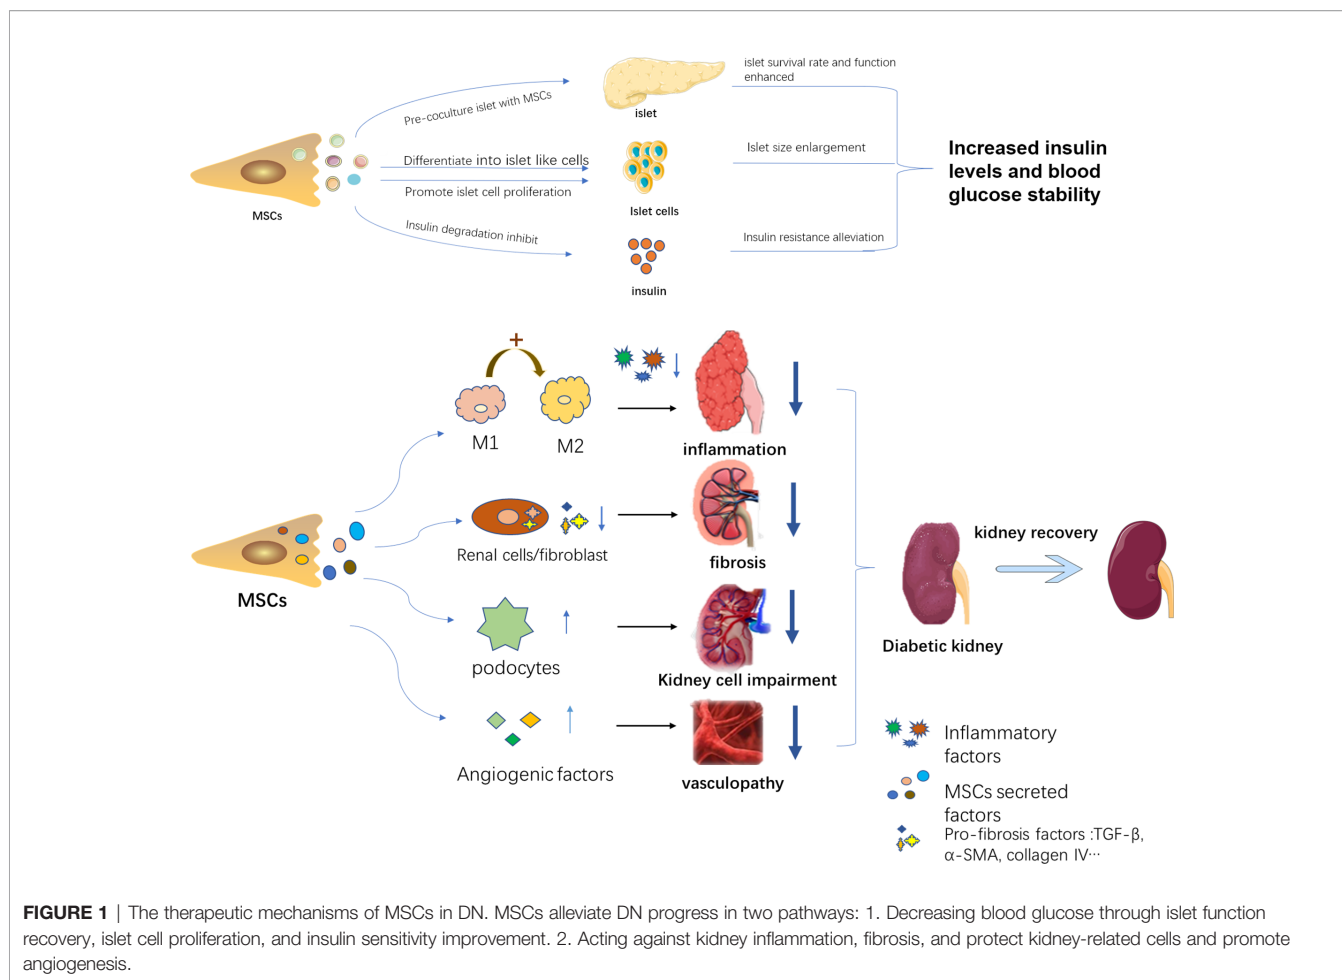 islet survival rate and function
enhanced
Pre-coculture islet with MSCs
islet
Differentiate into islet like cells
Islet size enlargement
Increased insulin
levels and blood
glucose stability
Promote islet cell proliferation
MSCs
Islet cells
Insulin degradation inhibit
Insulin resistance alleviation
insulin
+
M1
M2
inflammation
Renal cells/fibroblast
fibrosis
kidney recovery
MSCs
podocytes
Kidney cell impairment
Diabetic kidney
Angiogenic factors
vasculopathy
Inflammatory
factors
MSCs secreted
factors
Pro-fibrosis factors :TGF-β,
α-SMA, collagen IV⋯
FIGURE 1 | The therapeutic mechanisms of MSCs in DN. MSCs alleviate DN progress in two pathways: 1. Decreasing blood glucose through islet function
recovery, islet cell proliferation, and insulin sensitivity improvement. 2. Acting against kidney inflammation, fibrosis, and protect kidney-related cells and promote
angiogenesis.